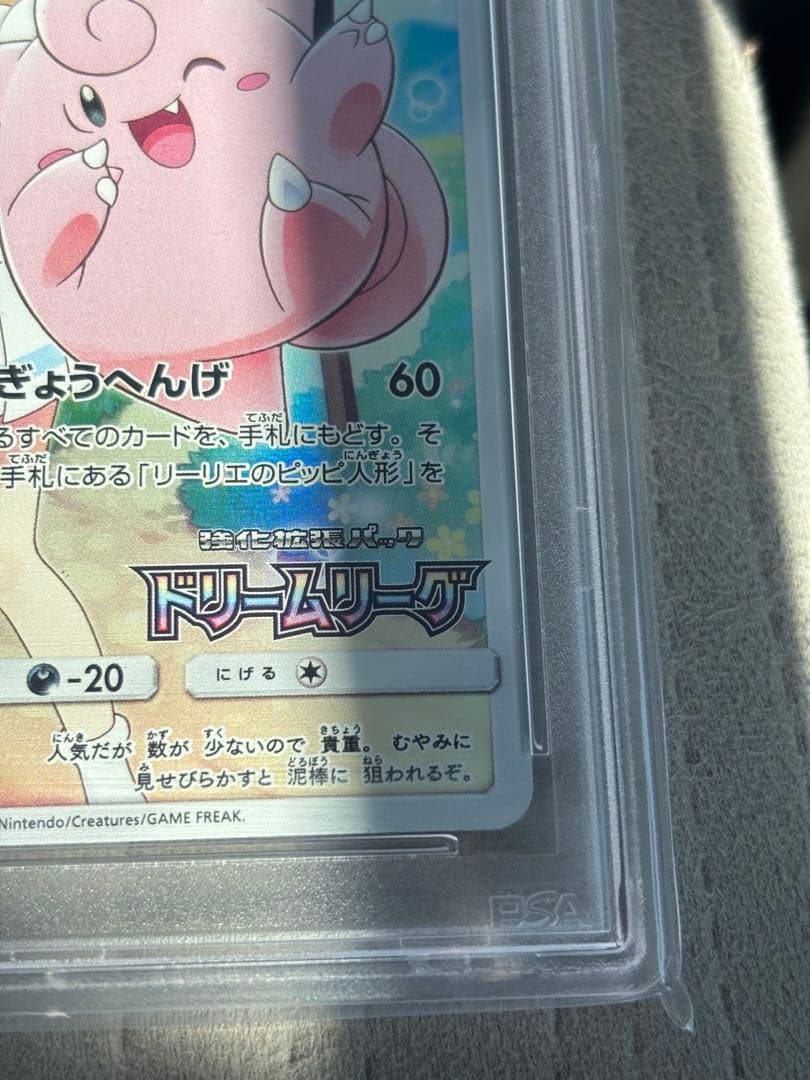 ぎょうへんげ 60
るすべてのカードを、手札にもどす。そ
手札にある「リーリエのピッピ人形」を
強化拡張パック
ドリームリーグ
-20 にげる
人気だが 数が 少ないので 貴重。 むやみに
見せびらかすと 泥棒に 狙われるぞ。
Nintendo/Creatures/GAME FREAK.
PSA